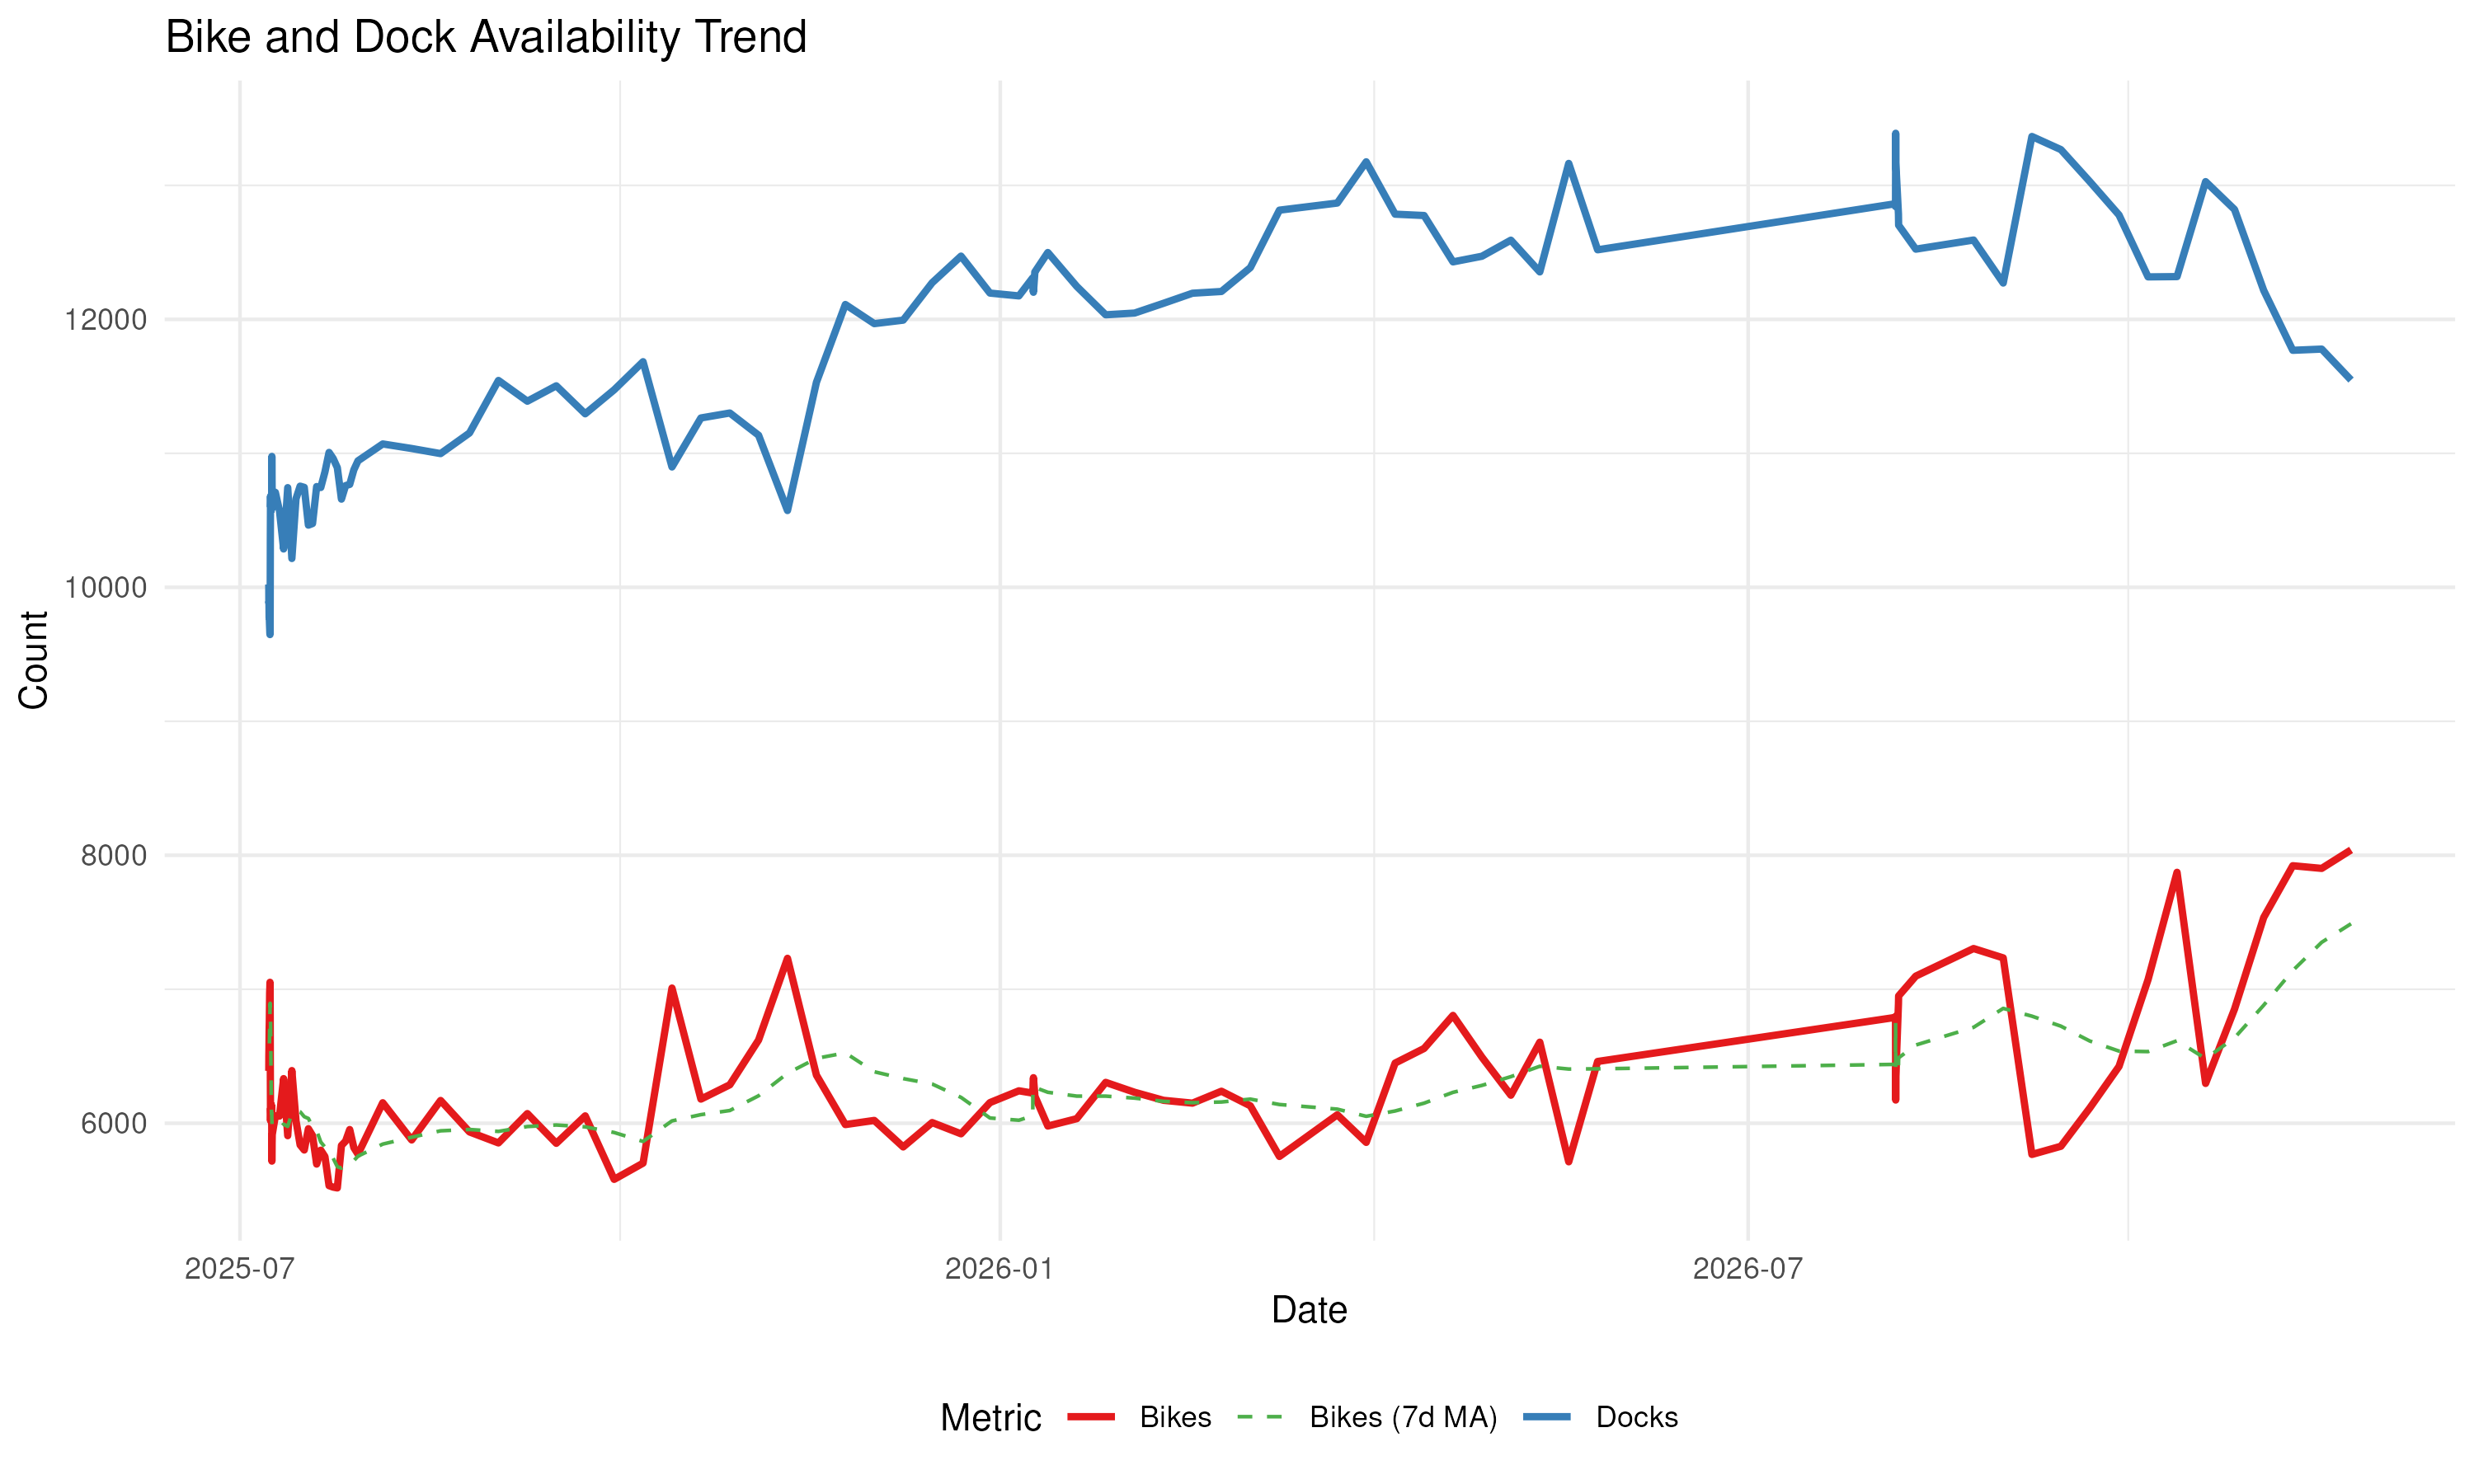 Bike and Dock Availability Trend
Count
12000
10000
8000
6000
2025-07 2026-01 2026-07
Date
Metric Bikes Bikes (7d MA) Docks